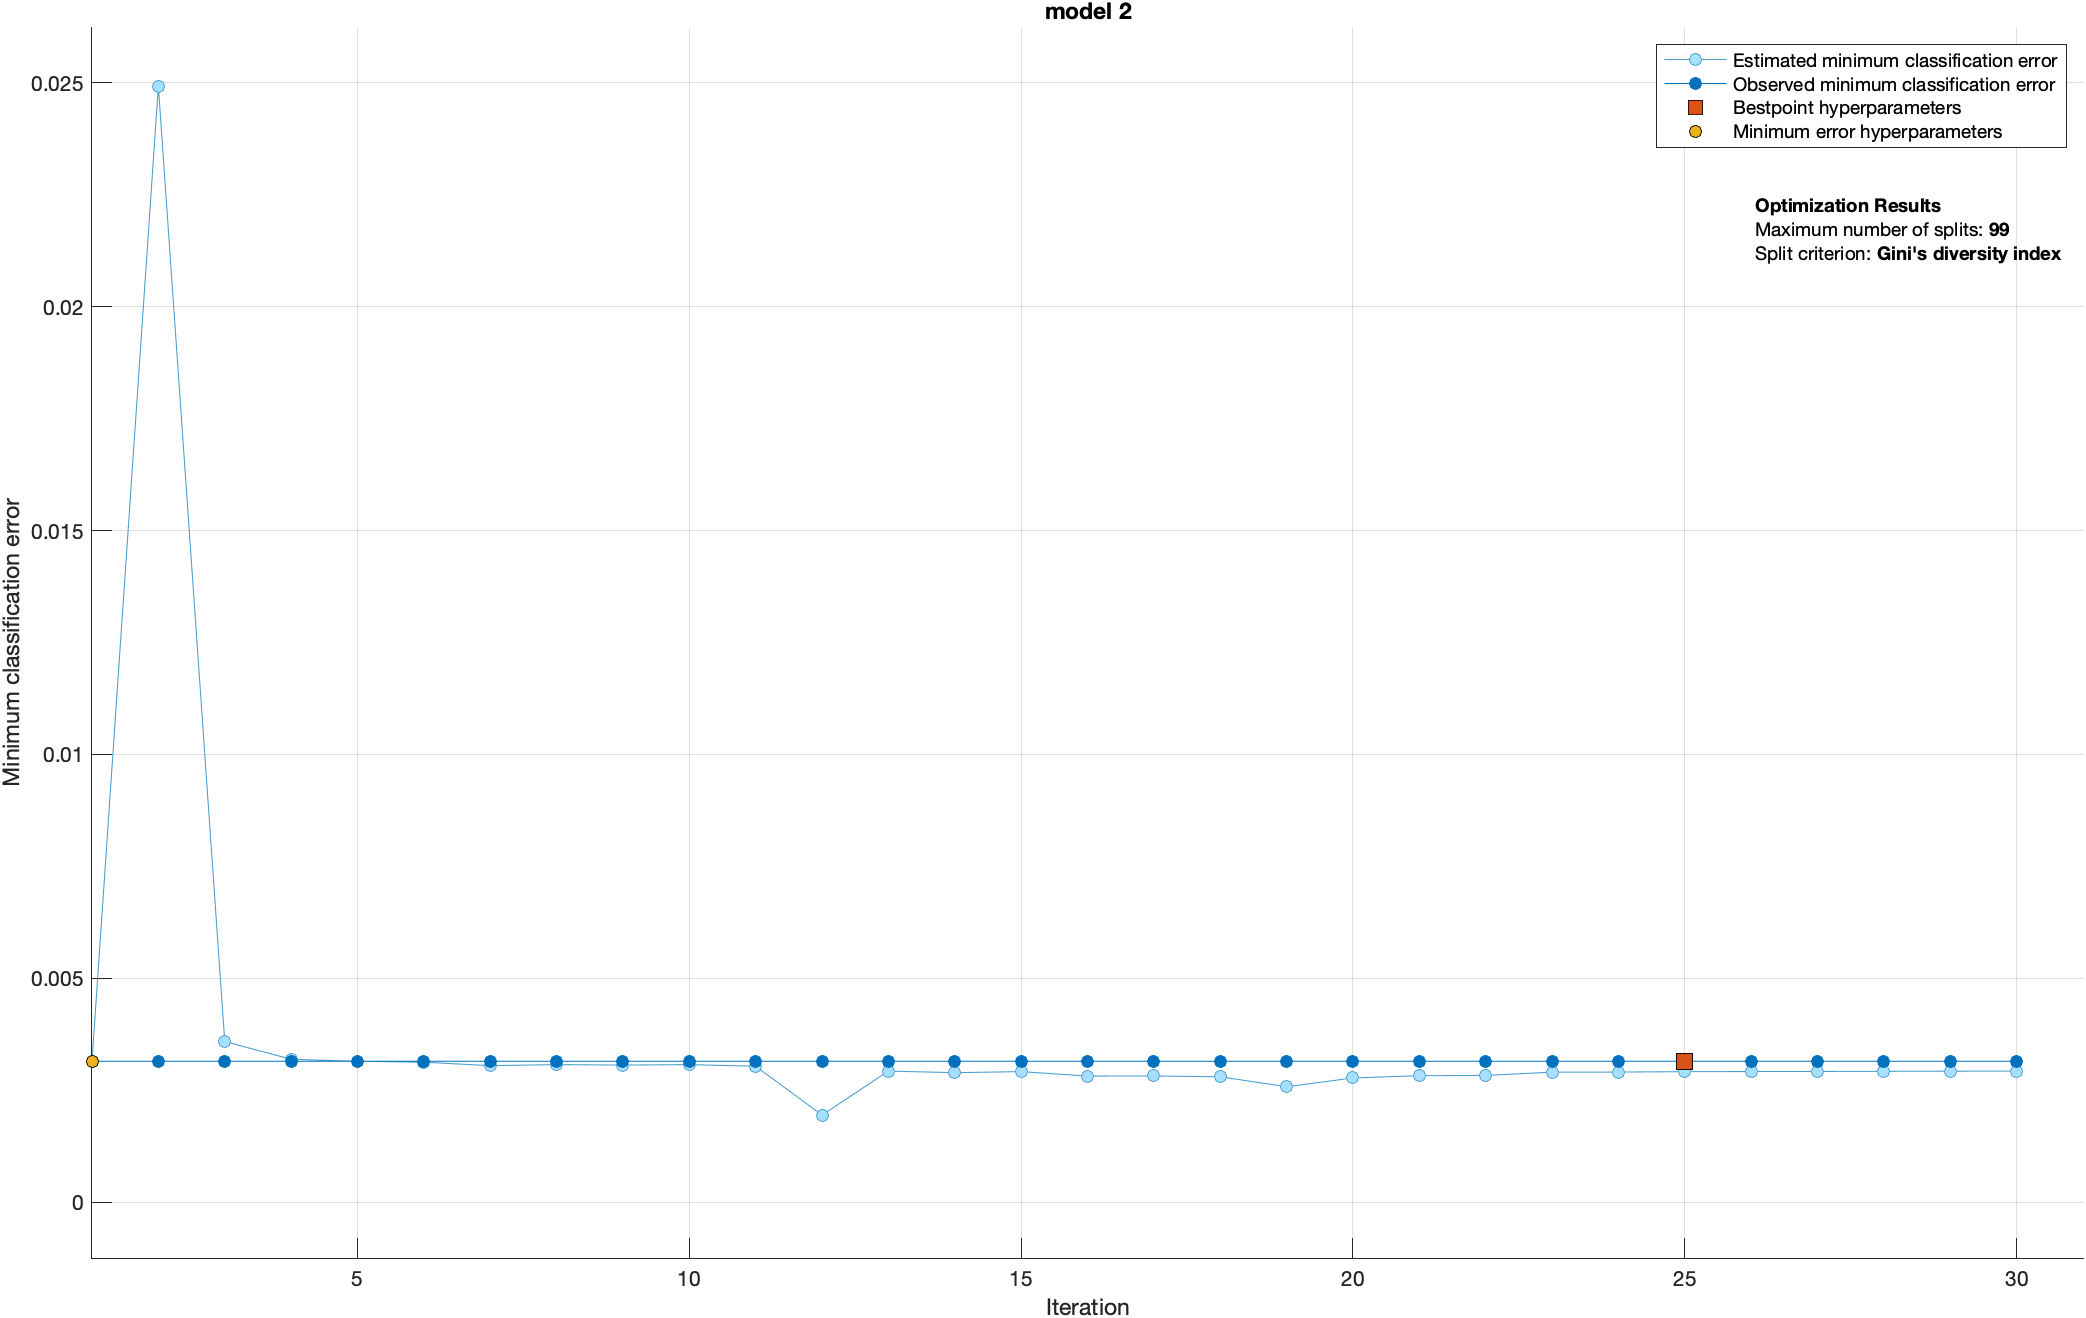 model 2
Estimated minimum classification error
Observed minimum classification error
Bestpoint hyperparameters
Minimum error hyperparameters
Optimization Results
Maximum number of splits: 99
Split criterion: Gini's diversity index
Minimum classification error
0.025
0.02
0.015
0.01
0.005
0
5 10 15 20 25 30
Iteration